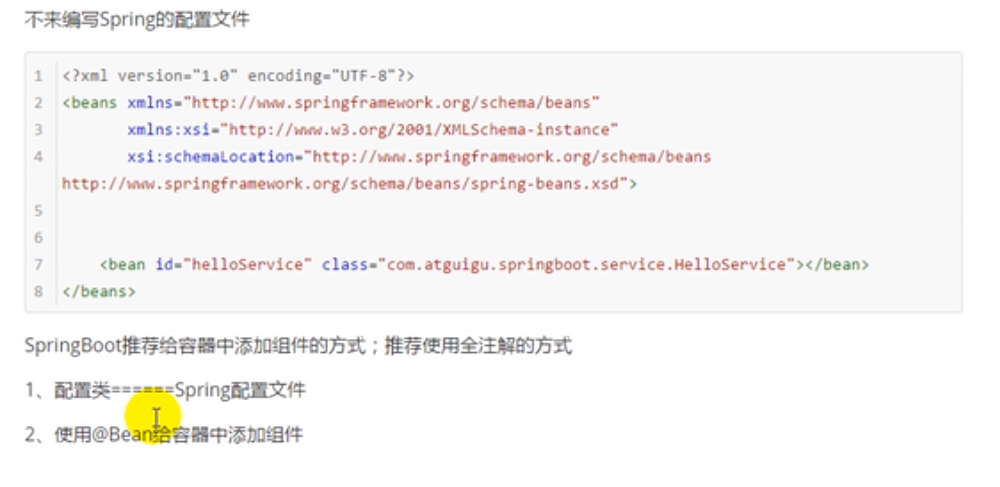 不来编写Spring的配置文件
1 <?xml version="1.0" encoding="UTF-8"?>
2 <beans xmlns="http://www.springframework.org/schema/beans"
3        xmlns:xsi="http://www.w3.org/2001/XMLSchema-instance"
4        xsi:schemaLocation="http://www.springframework.org/schema/beans
http://www.springframework.org/schema/beans/spring-beans.xsd">
5
6
7     <bean id="helloService" class="com.atguigu.springboot.service.HelloService"></bean>
8 </beans>
SpringBoot推荐给容器中添加组件的方式；推荐使用全注解的方式
1、配置类======Spring配置文件
2、使用@Bean给容器中添加组件